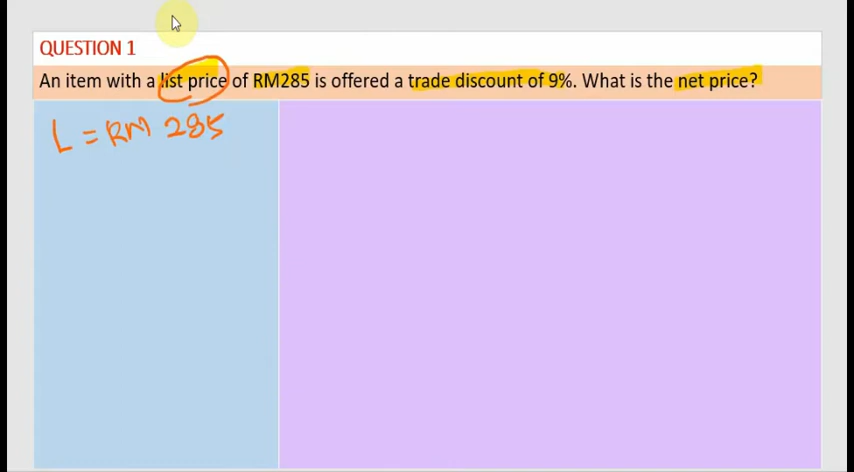 QUESTION 1
An item with a list price of RM285 is offered a trade discount of 9%. What is the net price?
L = RM 285